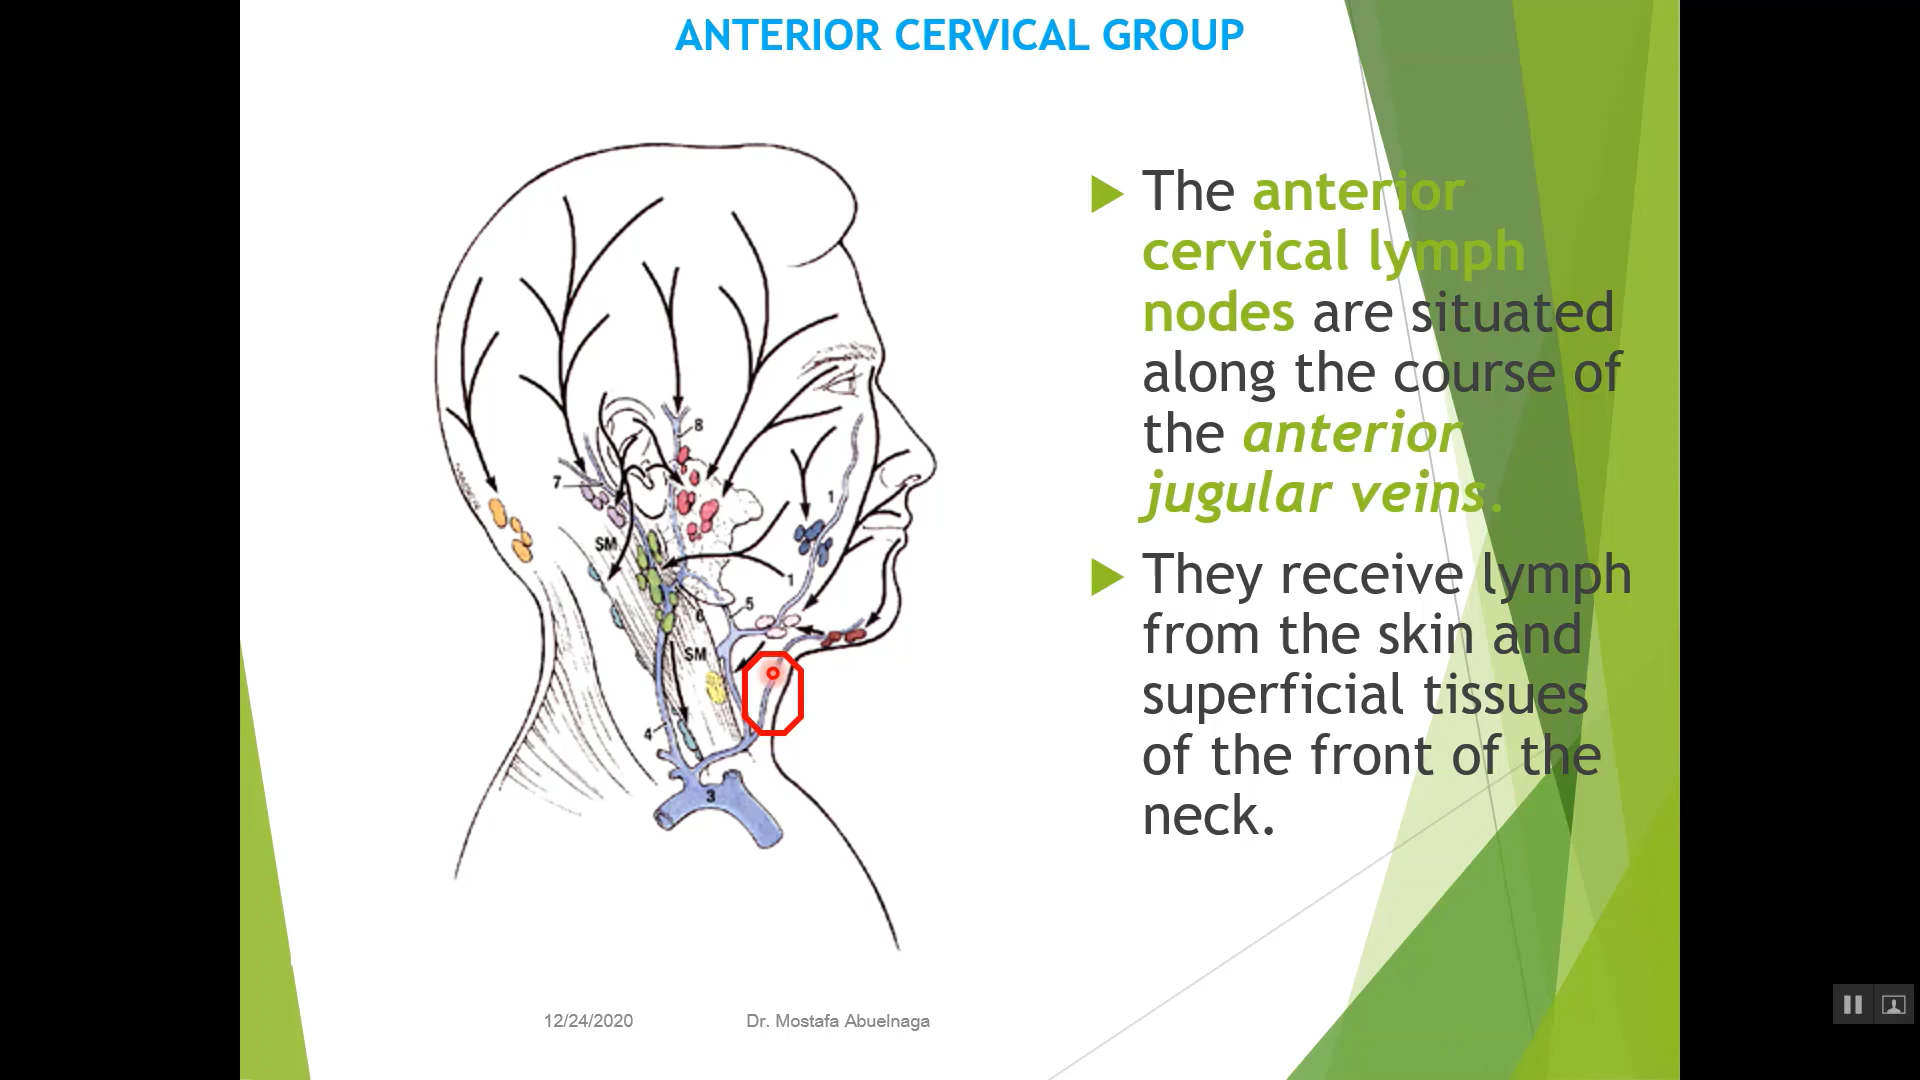 ANTERIOR CERVICAL GROUP
The anterior
cervical lymph
nodes are situated
along the course of
the anterior
jugular veins.
They receive lymph
from the skin and
superficial tissues
of the front of the
neck.
8
7
1
SM
1
5
6
SM
4
3
12/24/2020
Dr. Mostafa Abuelnaga